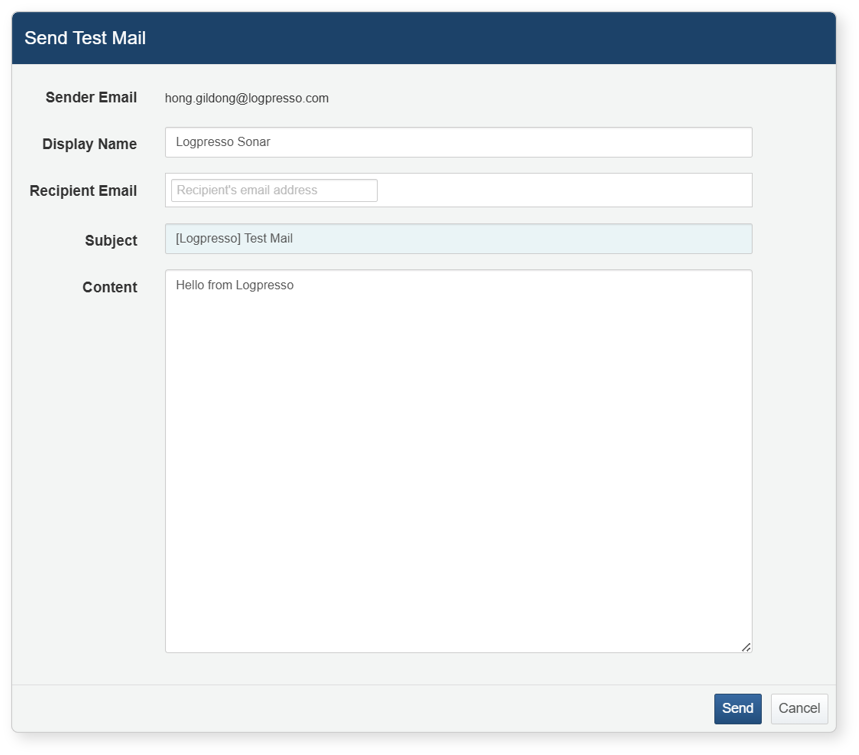 Send Test Mail
Sender Email hong.gildong@logpresso.com
Display Name Logpresso Sonar
Recipient Email Recipient's email address
Subject [Logpresso] Test Mail
Content Hello from Logpresso
Send Cancel